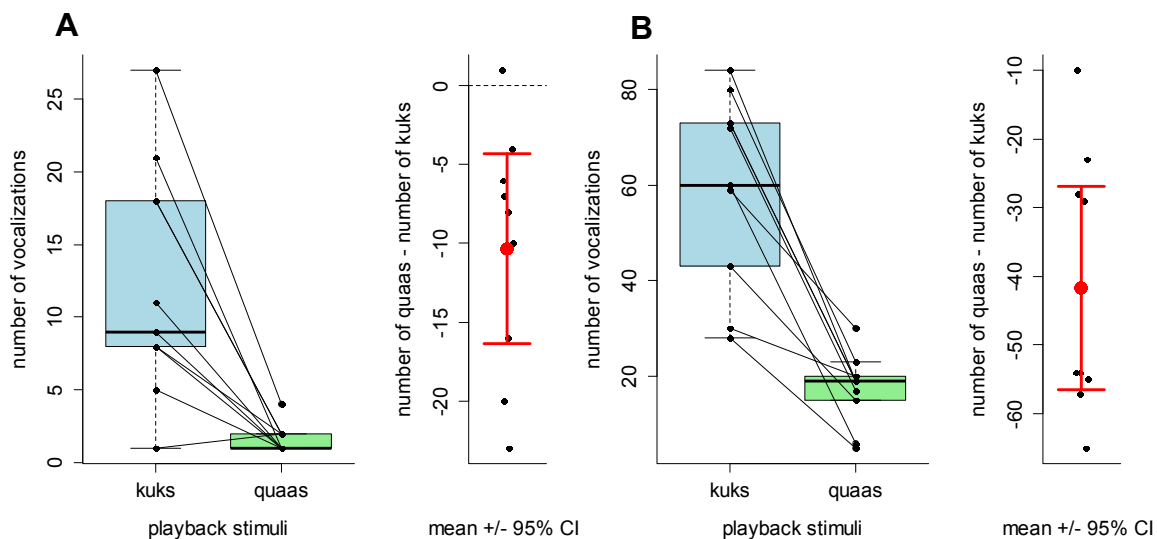 A
number of vocalizations
25
20
15
10
5
0
kuks
quaas
playback stimuli
number of quaas - number of kuks
0
-5
-10
-15
-20
mean +/- 95% CI
B
number of vocalizations
80
60
40
20
kuks
quaas
playback stimuli
number of quaas - number of kuks
-10
-20
-30
-40
-50
-60
mean +/- 95% CI